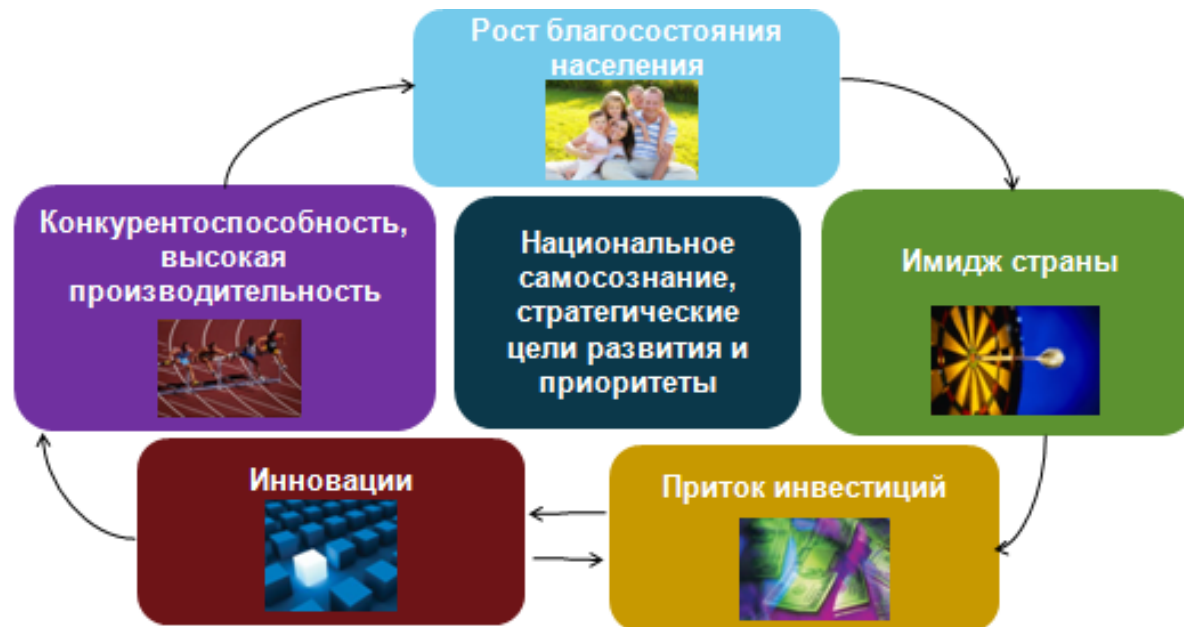 Рост благосостояния
населения
Конкурентоспособность,
высокая
производительность
Национальное
самосознание,
стратегические
цели развития и
приоритеты
Имидж страны
Инновации
Приток инвестиций